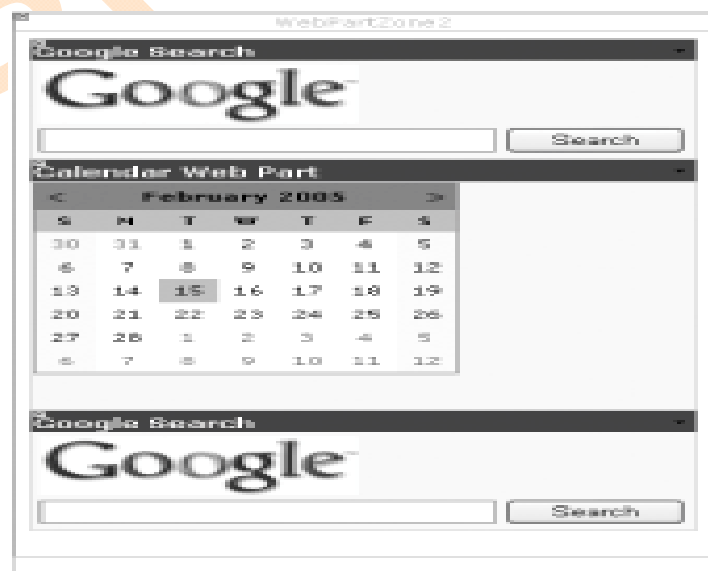 WebPartZone2
Google Search
Google
Search
Calendar Web Part
< February 2005 >
S M T W T F S
30 31 1 2 3 4 5
6 7 8 9 10 11 12
13 14 15 16 17 18 19
20 21 22 23 24 25 26
27 28 1 2 3 4 5
6 7 8 9 10 11 12
Google Search
Google
Search